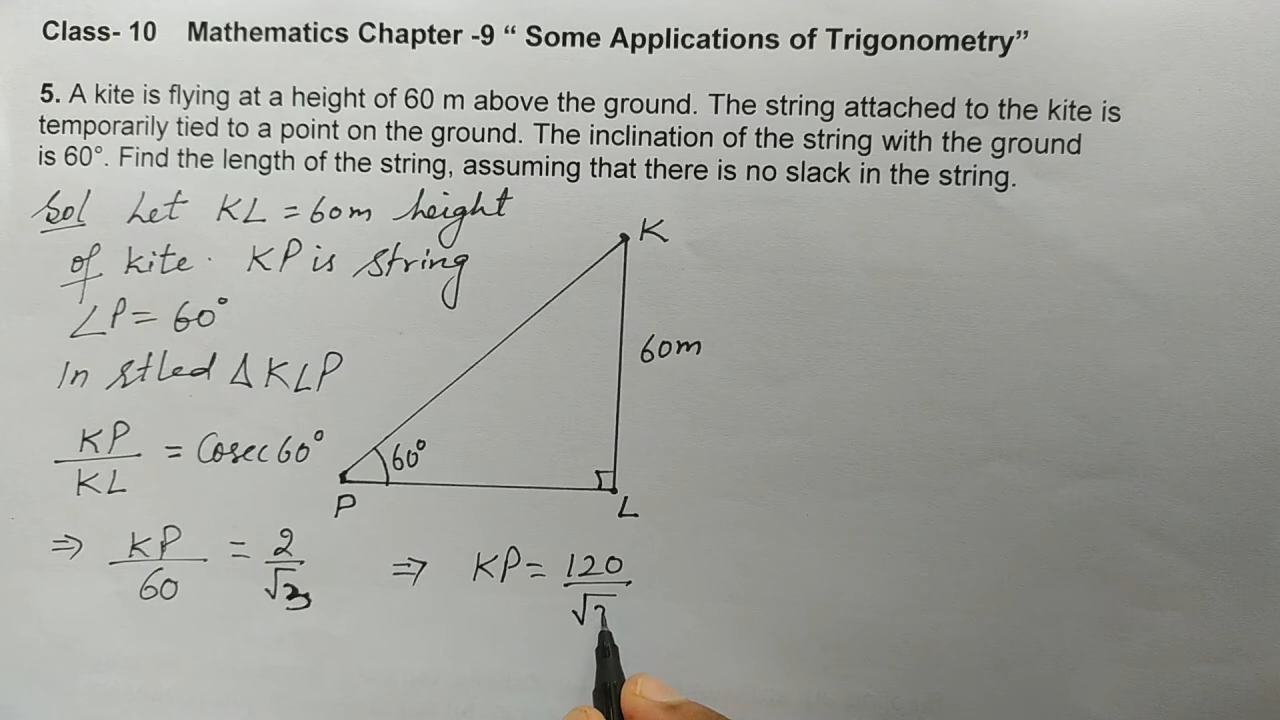 Class- 10 Mathematics Chapter -9 “ Some Applications of Trigonometry”
5. A kite is flying at a height of 60 m above the ground. The string attached to the kite is
temporarily tied to a point on the ground. The inclination of the string with the ground
is 60°. Find the length of the string, assuming that there is no slack in the string.
Sol Let KL = 60m height
of kite. KP is string
∠P = 60°
In rtled ΔKLP
KP/KL = Cosec 60°
⇒ KP/60 = 2/√3 ⇒ KP = 120/√
K
60m
60°
P
L